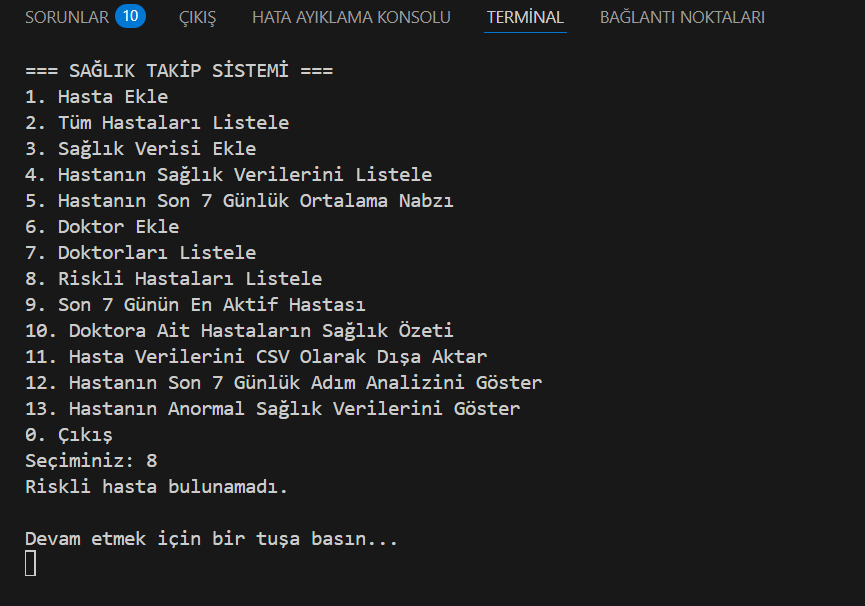 SORUNLAR 10 ÇIKIŞ HATA AYIKLAMA KONSOLU TERMİNAL BAĞLANTI NOKTALARI
=== SAĞLIK TAKİP SİSTEMİ ===
1. Hasta Ekle
2. Tüm Hastaları Listele
3. Sağlık Verisi Ekle
4. Hastanın Sağlık Verilerini Listele
5. Hastanın Son 7 Günlük Ortalama Nabzı
6. Doktor Ekle
7. Doktorları Listele
8. Riskli Hastaları Listele
9. Son 7 Günün En Aktif Hastası
10. Doktora Ait Hastaların Sağlık Özeti
11. Hasta Verilerini CSV Olarak Dışa Aktar
12. Hastanın Son 7 Günlük Adım Analizini Göster
13. Hastanın Anormal Sağlık Verilerini Göster
0. Çıkış
Seçiminiz: 8
Riskli hasta bulunamadı.
Devam etmek için bir tuşa basın...